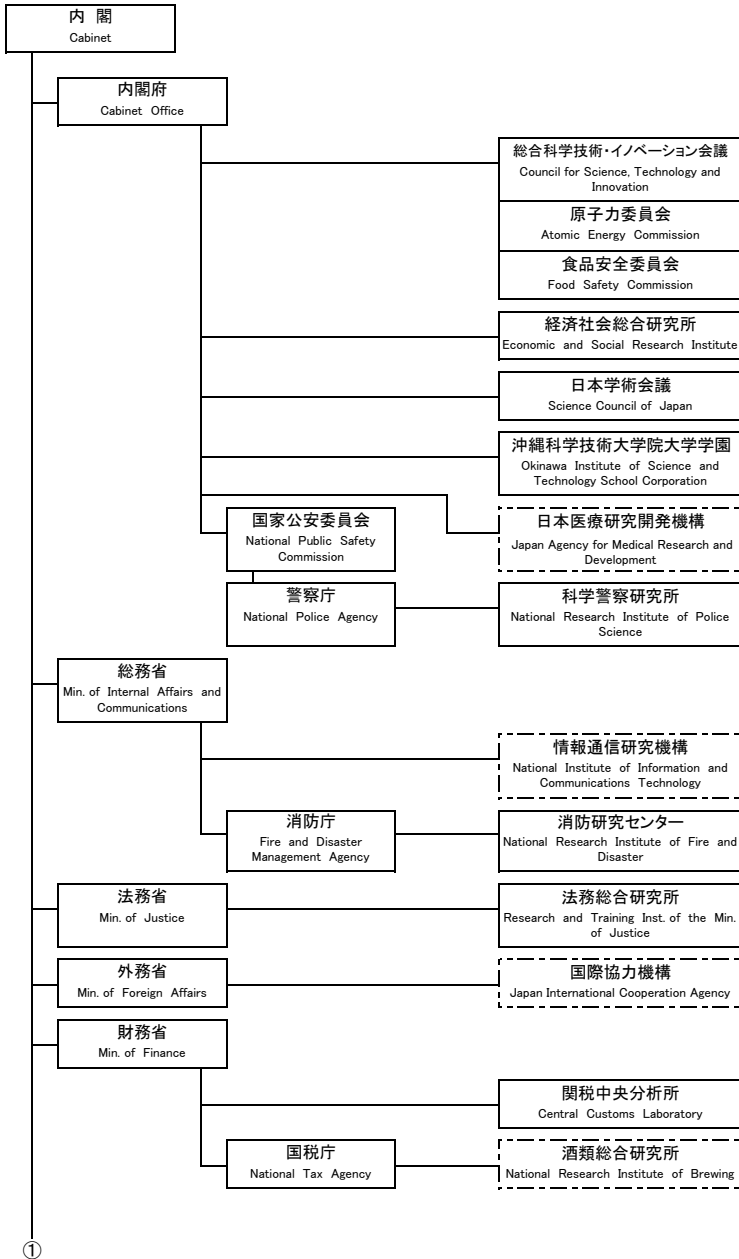 内 閣
Cabinet
内閣府
Cabinet Office
総合科学技術・イノベーション会議
Council for Science, Technology and
Innovation
原子力委員会
Atomic Energy Commission
食品安全委員会
Food Safety Commission
経済社会総合研究所
Economic and Social Research Institute
日本学術会議
Science Council of Japan
沖縄科学技術大学院大学学園
Okinawa Institute of Science and
Technology School Corporation
国家公安委員会
National Public Safety
Commission
日本医療研究開発機構
Japan Agency for Medical Research and
Development
警察庁
National Police Agency
科学警察研究所
National Research Institute of Police
Science
総務省
Min. of Internal Affairs and
Communications
情報通信研究機構
National Institute of Information and
Communications Technology
消防庁
Fire and Disaster
Management Agency
消防研究センター
National Research Institute of Fire and
Disaster
法務省
Min. of Justice
法務総合研究所
Research and Training Inst. of the Min.
of Justice
外務省
Min. of Foreign Affairs
国際協力機構
Japan International Cooperation Agency
財務省
Min. of Finance
関税中央分析所
Central Customs Laboratory
国税庁
National Tax Agency
酒類総合研究所
National Research Institute of Brewing
①